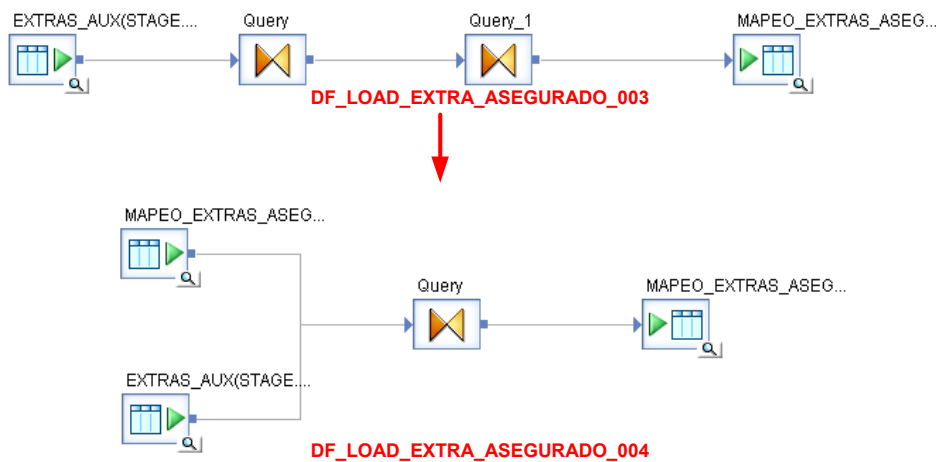 EXTRAS_AUX(STAGE.... Query Query_1 MAPEO_EXTRAS_ASEG...
DF_LOAD_EXTRA_ASEGURADO_003
MAPEO_EXTRAS_ASEG...
Query MAPEO_EXTRAS_ASEG...
EXTRAS_AUX(STAGE....
DF_LOAD_EXTRA_ASEGURADO_004